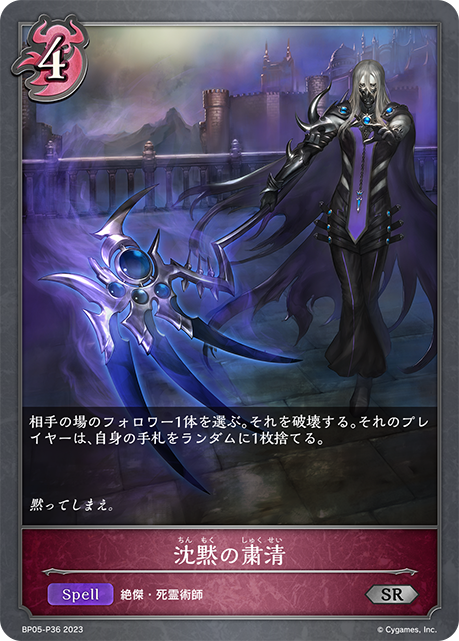 4
相手の場のフォロワー1体を選ぶ。それを破壊する。それのプレ
イヤーは、自身の手札をランダムに1枚捨てる。
黙ってしまえ。
ちん もく しゅく せい
沈黙の粛清
Spell 絶傑・死霊術師 SR
BP05-P36 2023 © Cygames, Inc.